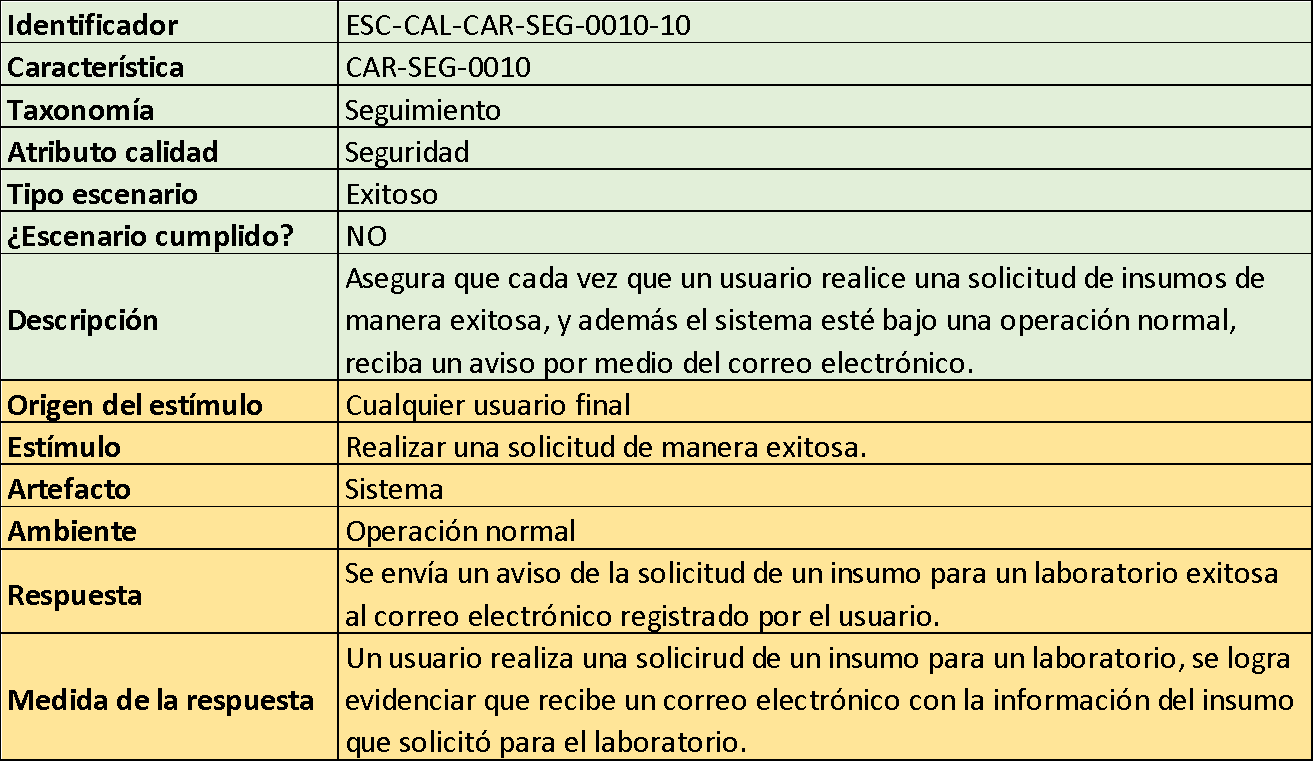 Identificador ESC-CAL-CAR-SEG-0010-10
Característica CAR-SEG-0010
Taxonomía Seguimiento
Atributo calidad Seguridad
Tipo escenario Exitoso
¿Escenario cumplido? NO
Descripción
Asegura que cada vez que un usuario realice una solicitud de insumos de
manera exitosa, y además el sistema esté bajo una operación normal,
reciba un aviso por medio del correo electrónico.
Origen del estímulo Cualquier usuario final
Estímulo Realizar una solicitud de manera exitosa.
Artefacto Sistema
Ambiente Operación normal
Respuesta
Se envía un aviso de la solicitud de un insumo para un laboratorio exitosa
al correo electrónico registrado por el usuario.
Medida de la respuesta
Un usuario realiza una solicirud de un insumo para un laboratorio, se logra
evidenciar que recibe un correo electrónico con la información del insumo
que solicitó para el laboratorio.